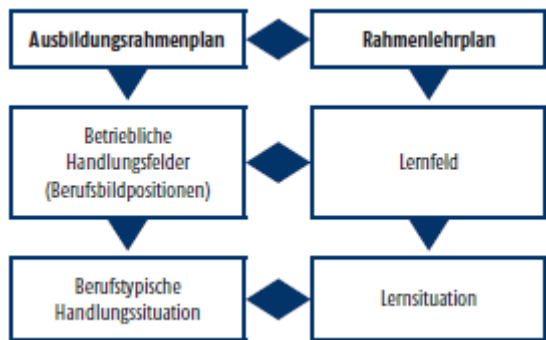 Ausbildungsrahmenplan
Rahmenlehrplan
Betriebliche
Handlungsfelder
(Berufsbildpositionen)
Lernfeld
Berufstypische
Handlungssituation
Lernsituation